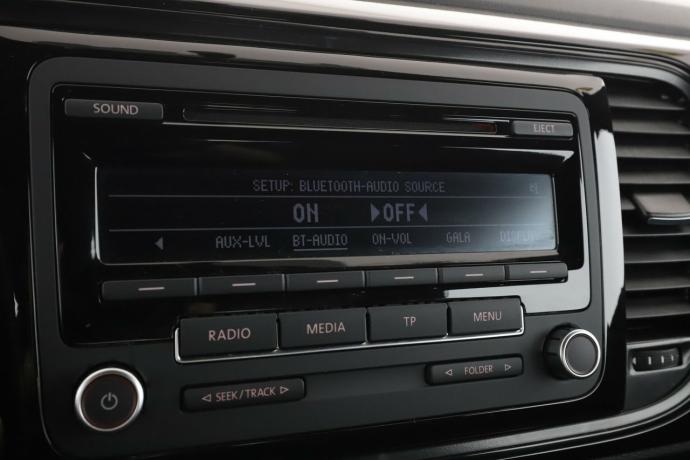 SOUND
EJECT
SETUP: BLUETOOTH-AUDIO SOURCE
ON ▶OFF◀
◀ AUX-LVL BT-AUDIO ON-VOL GALA DISPLAY
RADIO MEDIA TP MENU
◁ SEEK/TRACK ▷
◁ FOLDER ▷